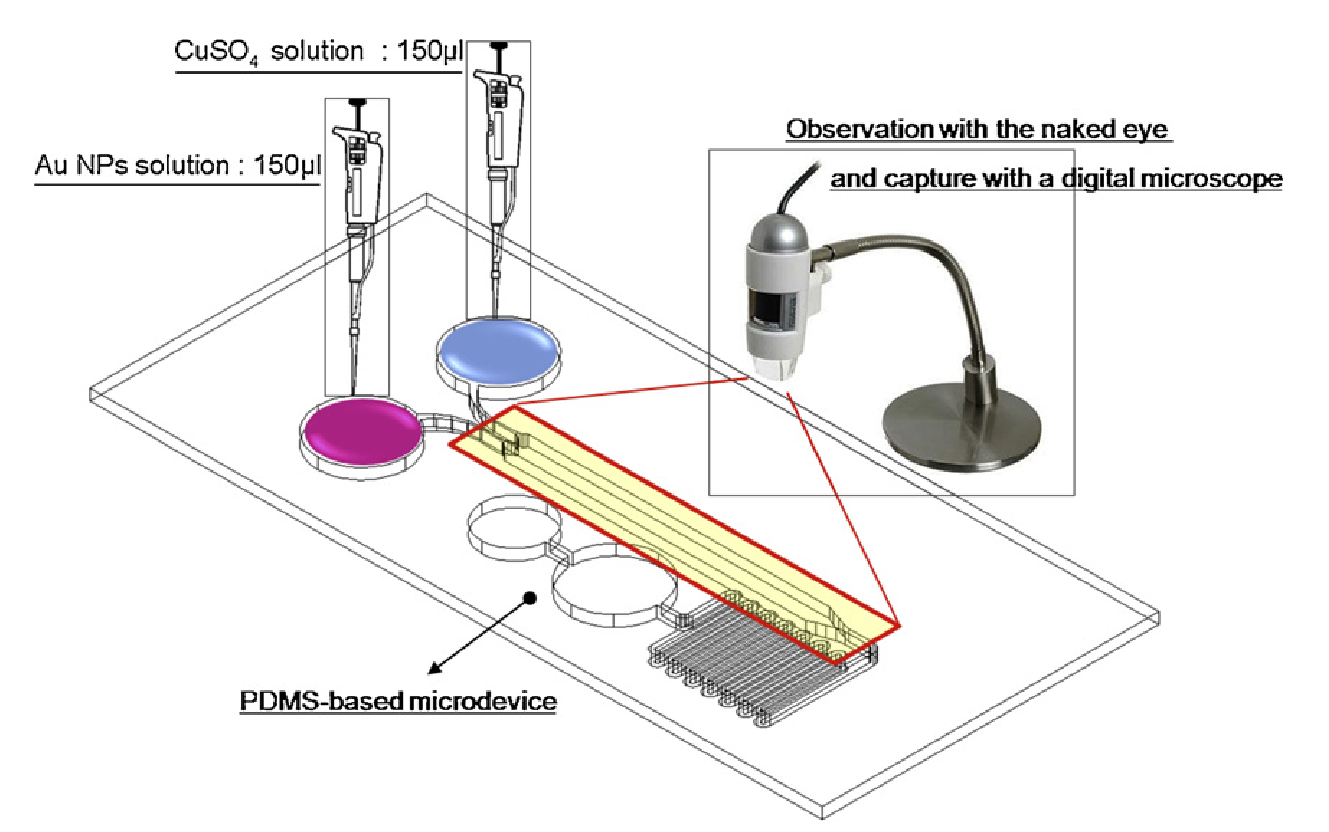 CuSO₄ solution : 150μl
Au NPs solution : 150μl
Observation with the naked eye
and capture with a digital microscope
PDMS-based microdevice